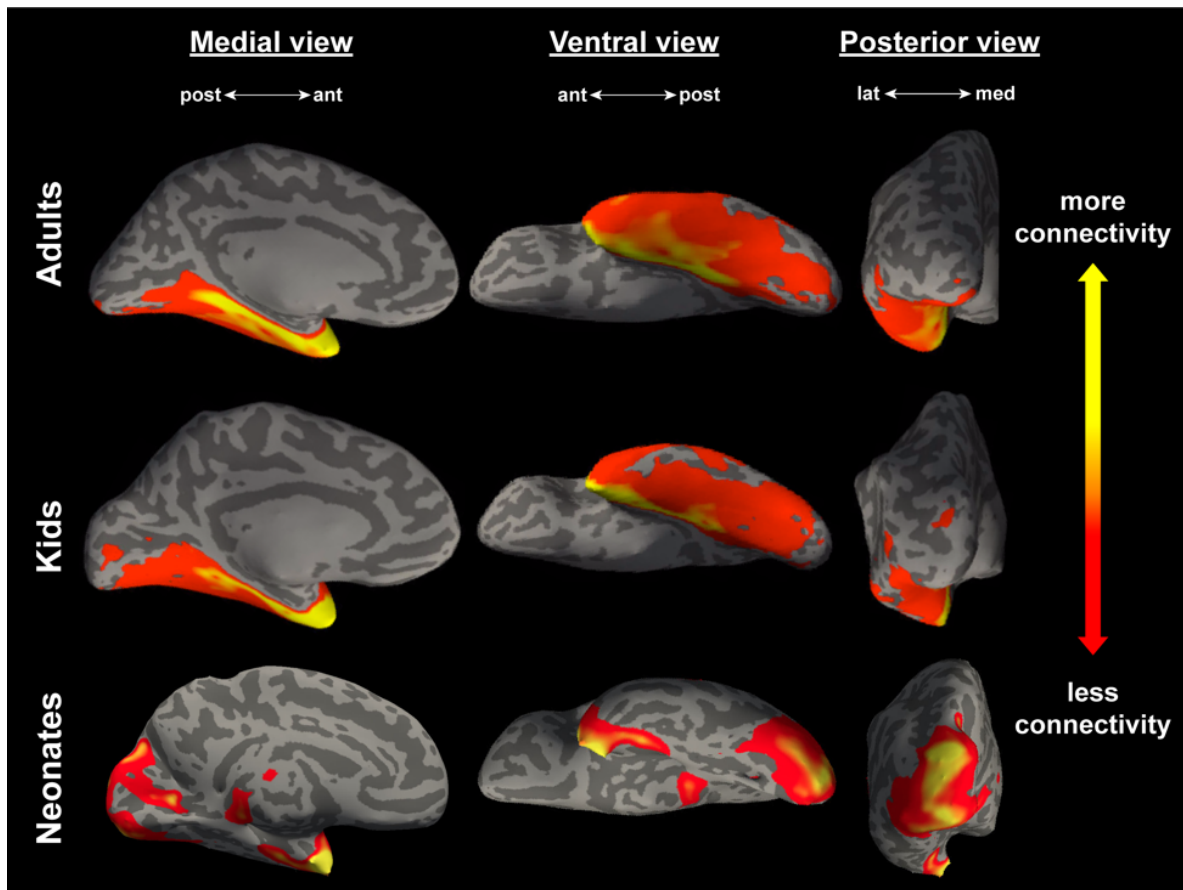 Medial view
Ventral view
Posterior view
post ant
ant post
lat med
Adults
more
connectivity
Kids
Neonates
less
connectivity